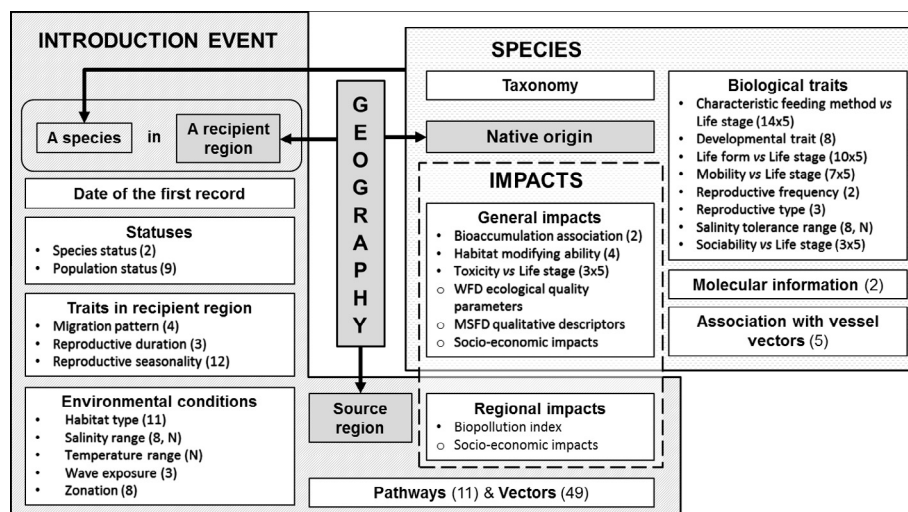 INTRODUCTION EVENT
A species
in
A recipient
region
Date of the first record
Statuses
• Species status (2)
• Population status (9)
Traits in recipient region
• Migration pattern (4)
• Reproductive duration (3)
• Reproductive seasonality (12)
Environmental conditions
• Habitat type (11)
• Salinity range (8, N)
• Temperature range (N)
• Wave exposure (3)
• Zonation (8)
G
E
O
G
R
A
P
H
Y
Source
region
Pathways (11) & Vectors (49)
SPECIES
Taxonomy
Native origin
IMPACTS
General impacts
• Bioaccumulation association (2)
• Habitat modifying ability (4)
• Toxicity vs Life stage (3x5)
○ WFD ecological quality
parameters
○ MSFD qualitative descriptors
○ Socio-economic impacts
Regional impacts
• Biopollution index
○ Socio-economic impacts
Biological traits
• Characteristic feeding method vs
Life stage (14x5)
• Developmental trait (8)
• Life form vs Life stage (10x5)
• Mobility vs Life stage (7x5)
• Reproductive frequency (2)
• Reproductive type (3)
• Salinity tolerance range (8, N)
• Sociability vs Life stage (3x5)
Molecular information (2)
Association with vessel
vectors (5)